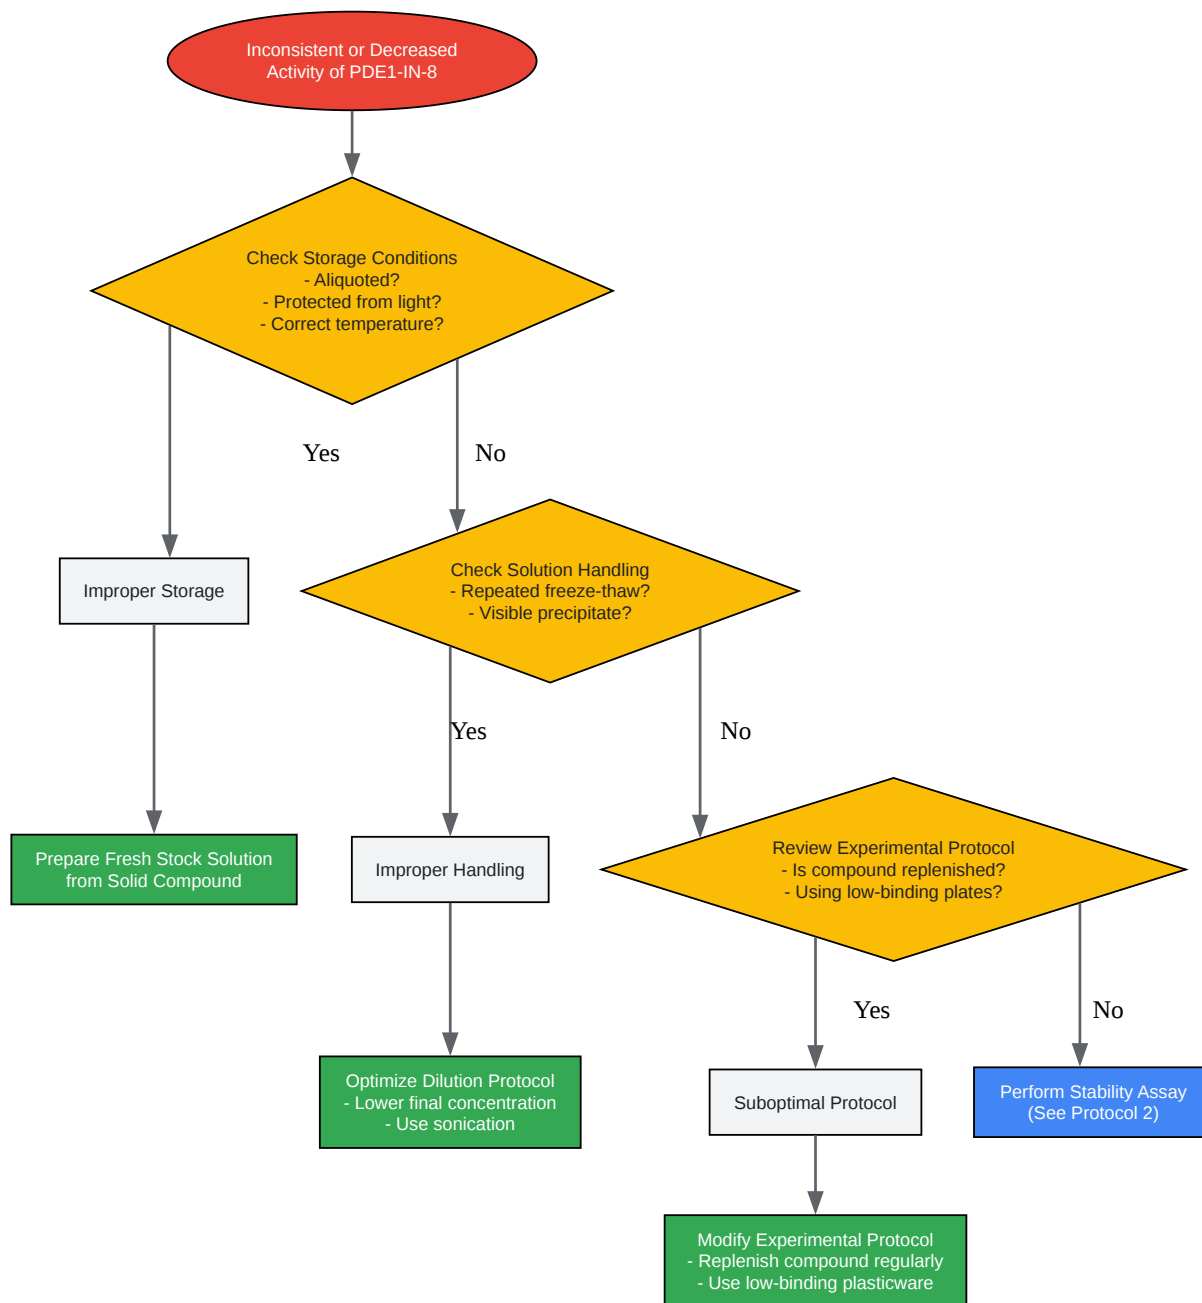 Inconsistent or Decreased
Activity of PDE1-IN-8
Check Storage Conditions
- Aliquoted?
- Protected from light?
- Correct temperature?
Yes
No
Improper Storage
Check Solution Handling
- Repeated freeze-thaw?
- Visible precipitate?
Yes
No
Prepare Fresh Stock Solution
from Solid Compound
Improper Handling
Review Experimental Protocol
- Is compound replenished?
- Using low-binding plates?
Yes
No
Optimize Dilution Protocol
- Lower final concentration
- Use sonication
Suboptimal Protocol
Perform Stability Assay
(See Protocol 2)
Modify Experimental Protocol
- Replenish compound regularly
- Use low-binding plasticware